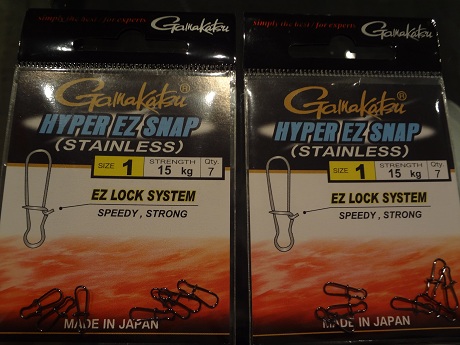 Simply the best for experts
Gamakatsu
Gamakatsu®
HYPER EZ SNAP
(STAINLESS)
SIZE 1 STRENGTH 15 kg Qty. 7
EZ LOCK SYSTEM
SPEEDY , STRONG
MADE IN JAPAN
Simply the best for experts
Gamakatsu
Gamakatsu®
HYPER EZ SNAP
(STAINLESS)
SIZE 1 STRENGTH 15 kg Qty. 7
EZ LOCK SYSTEM
SPEEDY , STRONG
MADE IN JAPAN